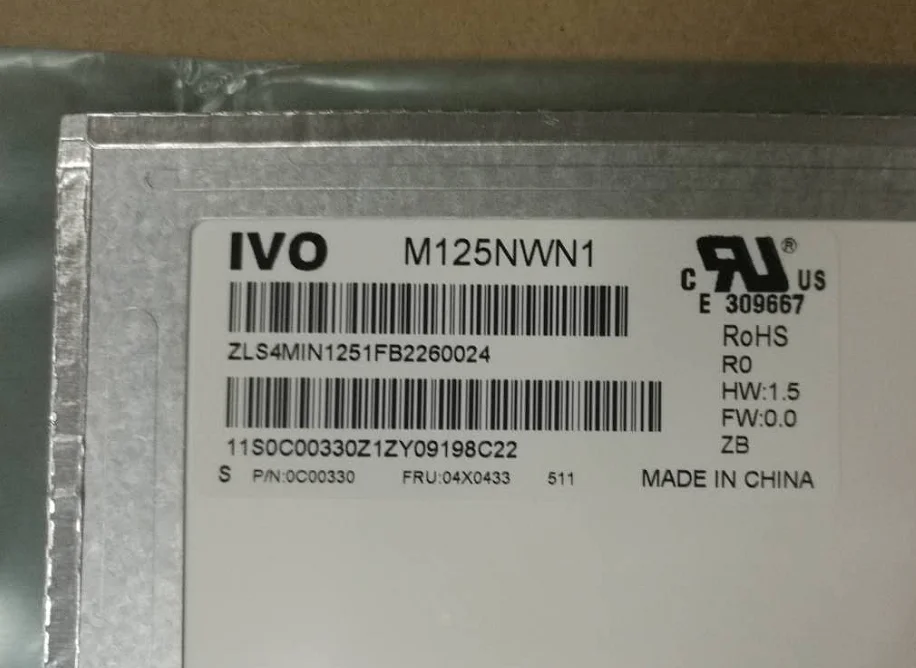 IVO M125NWN1
ZLS4MIN1251FB2260024
11S0C00330Z1ZY09198C22
S P/N:0C00330 FRU:04X0433 511
C RU ® US
E 309667
RoHS
R0
HW:1.5
FW:0.0
ZB
MADE IN CHINA